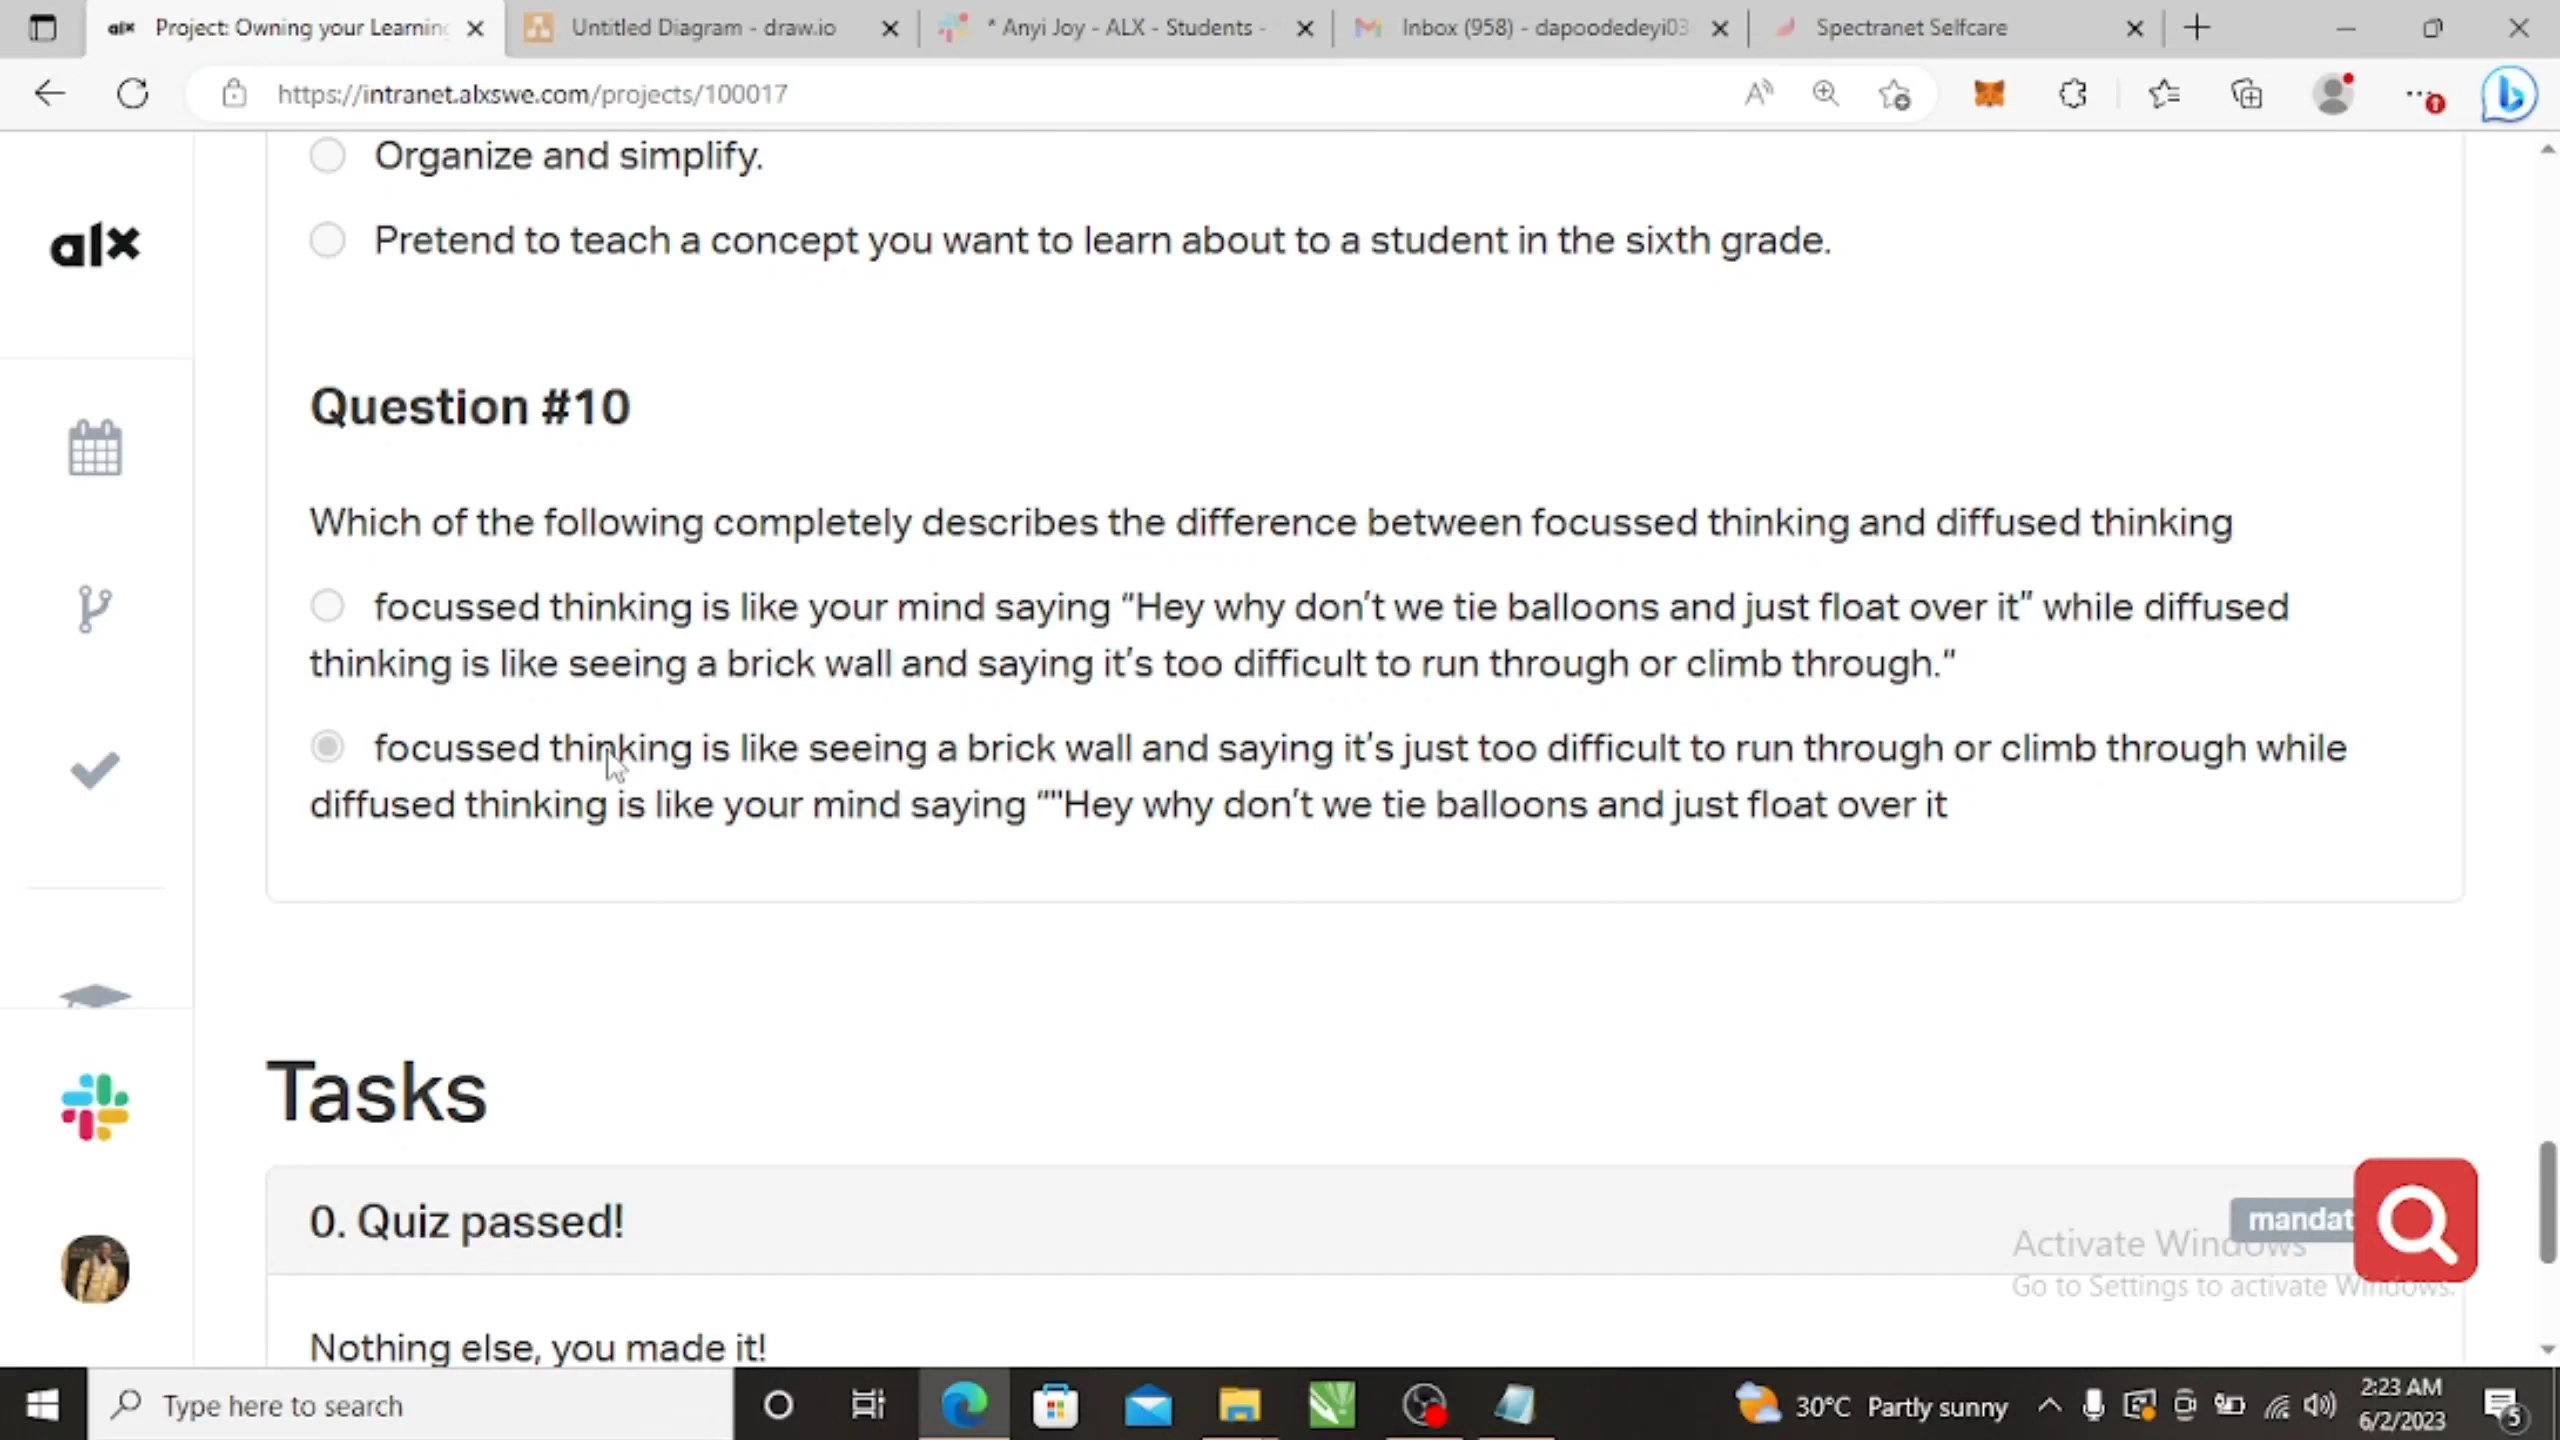 Project: Owning your Learning
Untitled Diagram - draw.io
* Anyi Joy - ALX - Students -
Inbox (958) - dapoodedeyi03
Spectranet Selfcare
https://intranet.alxswe.com/projects/100017
alx
Organize and simplify.
Pretend to teach a concept you want to learn about to a student in the sixth grade.
Question #10
Which of the following completely describes the difference between focussed thinking and diffused thinking
focussed thinking is like your mind saying “Hey why don’t we tie balloons and just float over it” while diffused
thinking is like seeing a brick wall and saying it’s too difficult to run through or climb through.”
focussed thinking is like seeing a brick wall and saying it’s just too difficult to run through or climb through while
diffused thinking is like your mind saying “"Hey why don’t we tie balloons and just float over it
Tasks
0. Quiz passed!
mandat
Activate Windows
Go to Settings to activate Windows.
Nothing else, you made it!
Type here to search
30°C Partly sunny
2:23 AM
6/2/2023
5